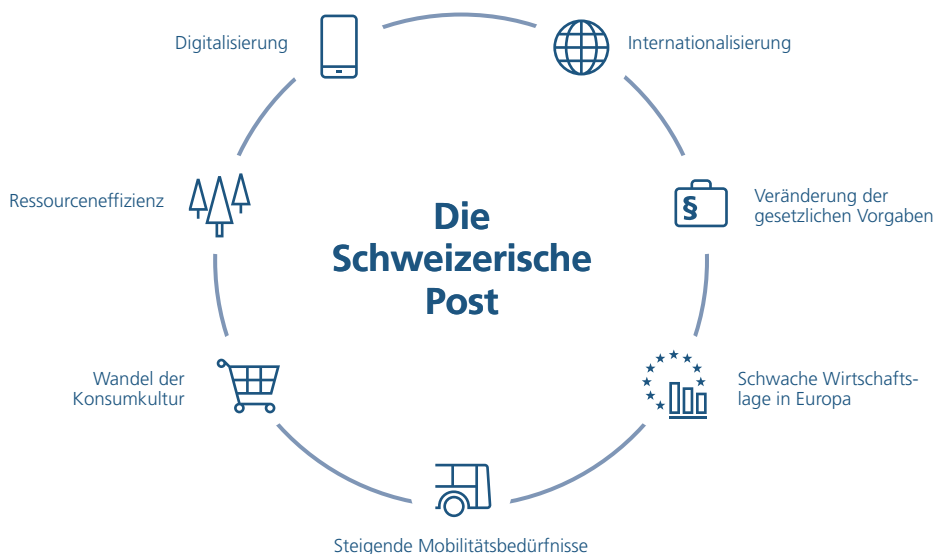 Digitalisierung
Internationalisierung
Ressourceneffizienz
Veränderung der
gesetzlichen Vorgaben
§
Die
Schweizerische
Post
Wandel der
Konsumkultur
Schwache Wirtschafts-
lage in Europa
Steigende Mobilitätsbedürfnisse